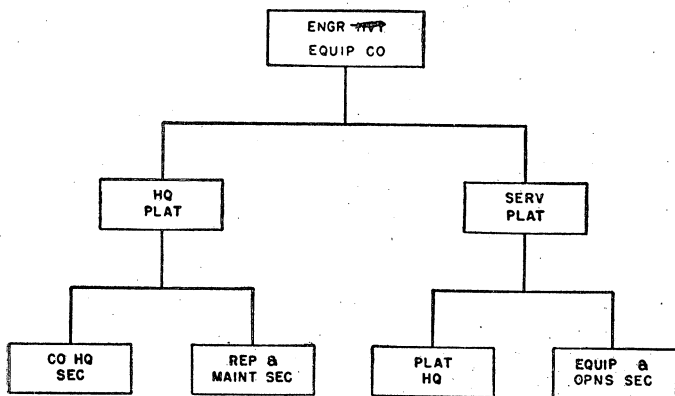 ENGR
EQUIP CO
HQ
PLAT
SERV
PLAT
CO HQ
SEC
REP &
MAINT SEC
PLAT
HQ
EQUIP &
OPNS SEC